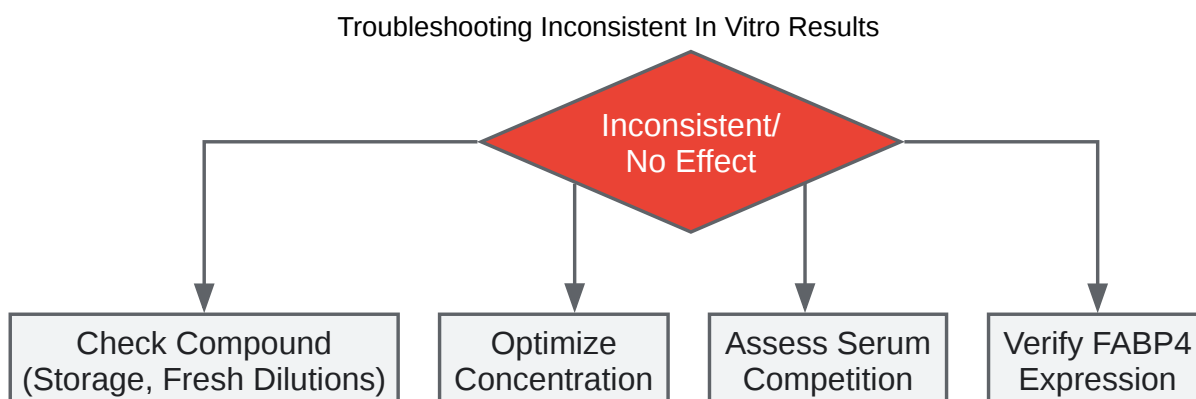 Troubleshooting Inconsistent In Vitro Results
Inconsistent/
No Effect
Check Compound
(Storage, Fresh Dilutions)
Optimize
Concentration
Assess Serum
Competition
Verify FABP4
Expression